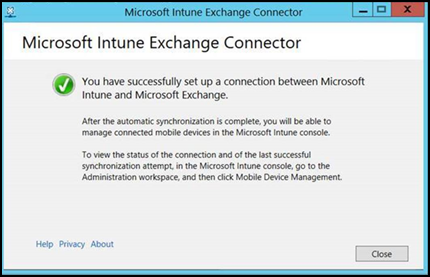 Microsoft Intune Exchange Connector
Microsoft Intune Exchange Connector
You have successfully set up a connection between Microsoft
Intune and Microsoft Exchange.
After the automatic synchronization is complete, you will be able to
manage connected mobile devices in the Microsoft Intune console.
To view the status of the connection and of the last successful
synchronization attempt, in the Microsoft Intune console, go to the
Administration workspace, and then click Mobile Device Management.
Help Privacy About
Close